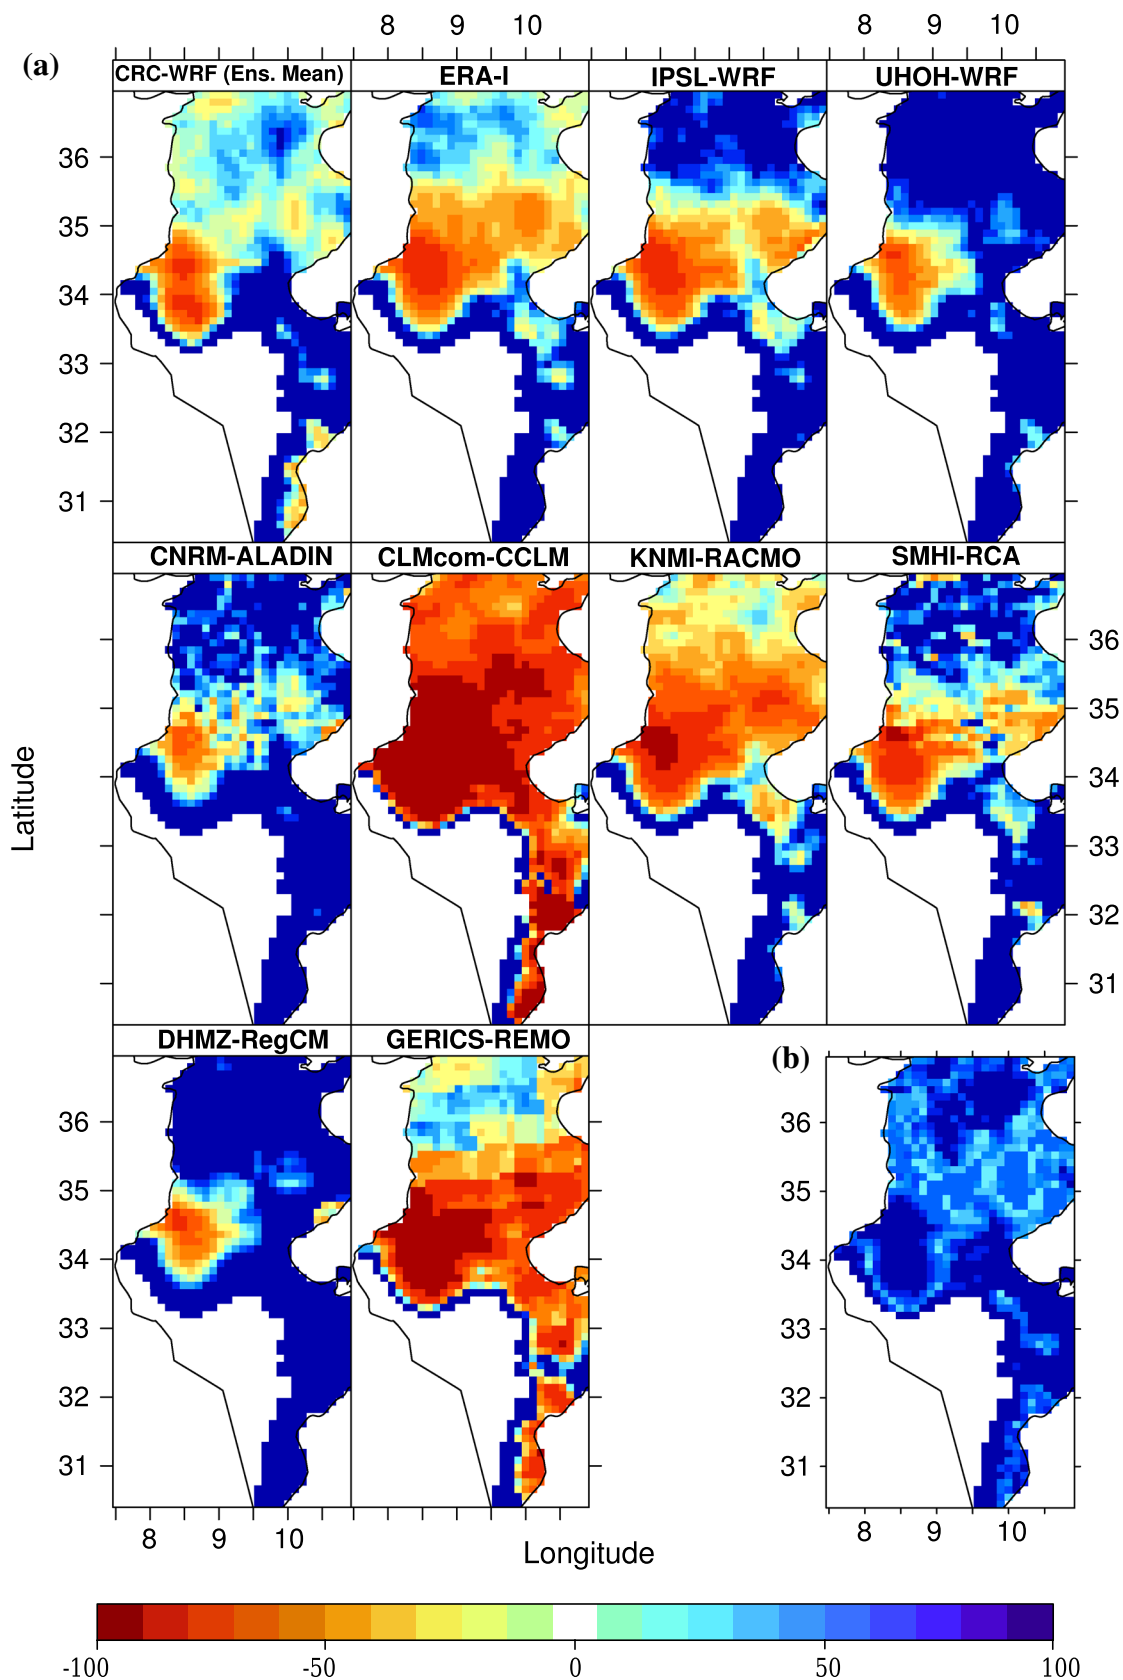 8 9 10 8 9 10
(a)
CRC-WRF (Ens. Mean) ERA-I IPSL-WRF UHOH-WRF
36
35
34
33
32
31
CNRM-ALADIN CLMcom-CCLM KNMI-RACMO SMHI-RCA
36
35
34
33
32
31
Latitude
DHMZ-RegCM GERICS-REMO (b)
36 36
35 35
34 34
33 33
32 32
31 31
8 9 10 8 9 10
Longitude
-100 -50 0 50 100